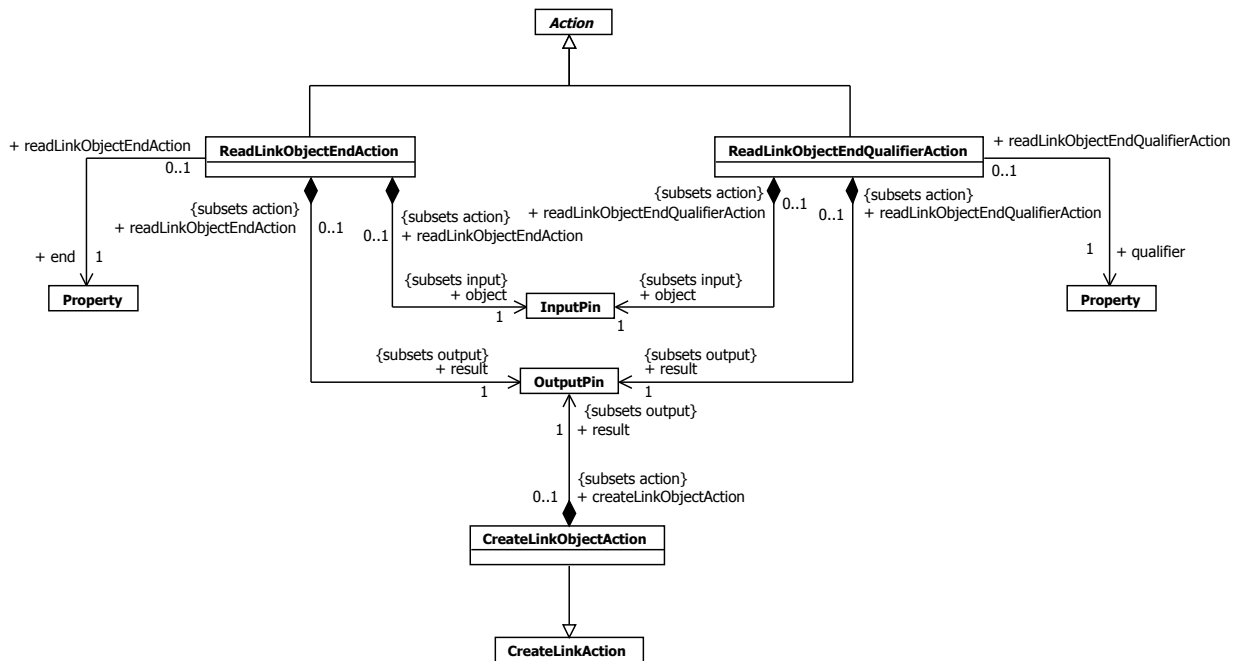 Action
ReadLinkObjectEndAction
ReadLinkObjectEndQualifierAction
+ readLinkObjectEndAction
0..1
+ readLinkObjectEndQualifierAction
0..1
{subsets action}
+ readLinkObjectEndAction
0..1
{subsets action}
+ readLinkObjectEndAction
0..1
{subsets action}
+ readLinkObjectEndQualifierAction
0..1
{subsets action}
+ readLinkObjectEndQualifierAction
0..1
+ end
1
1
+ qualifier
Property
{subsets input}
+ object
1
InputPin
{subsets input}
+ object
1
Property
{subsets output}
+ result
1
OutputPin
{subsets output}
+ result
1
{subsets output}
+ result
1
{subsets action}
+ createLinkObjectAction
0..1
CreateLinkObjectAction
CreateLinkAction